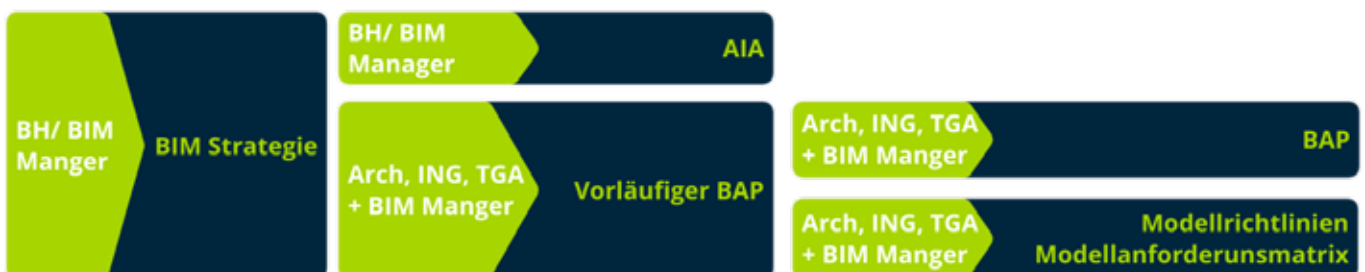 BH/ BIM
Manger
BIM Strategie
BH/ BIM
Manager
AIA
Arch, ING, TGA
+ BIM Manger
Vorläufiger BAP
Arch, ING, TGA
+ BIM Manger
BAP
Arch, ING, TGA
+ BIM Manger
Modellrichtlinien
Modellanforderunsmatrix